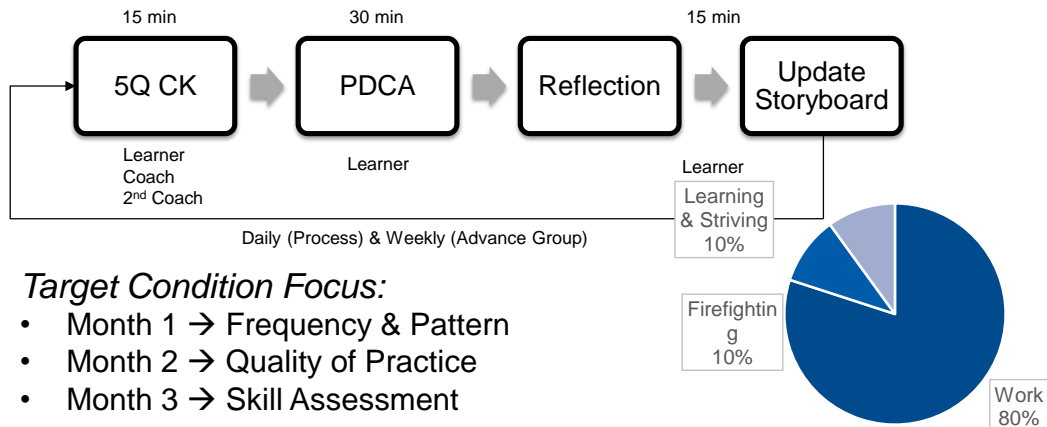 15 min
30 min
15 min
5Q CK
PDCA
Reflection
Update
Storyboard
Learner
Coach
2nd Coach
Learner
Learner
Daily (Process) & Weekly (Advance Group)
Learning
& Striving
10%
Firefightin
g
10%
Work
80%
Target Condition Focus:
• Month 1 → Frequency & Pattern
• Month 2 → Quality of Practice
• Month 3 → Skill Assessment